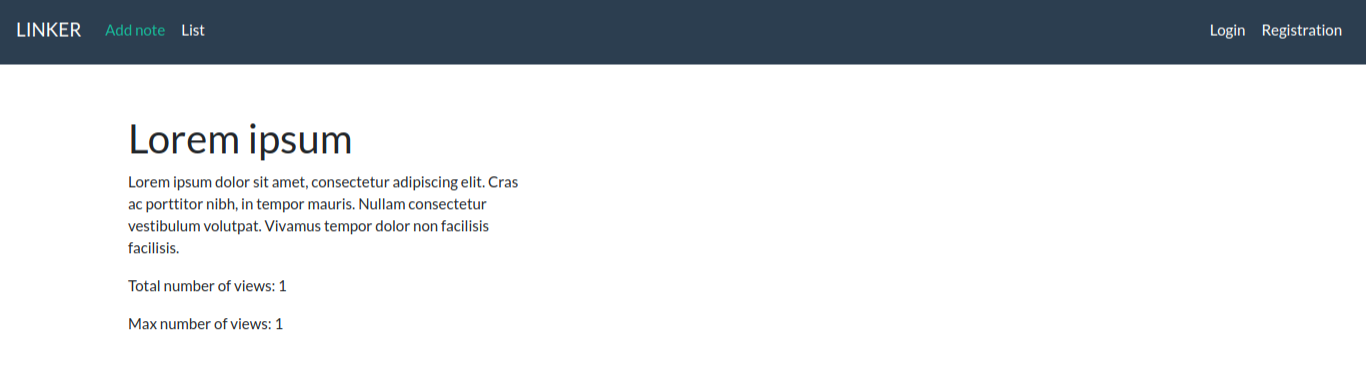 LINKER Add note List Login Registration
Lorem ipsum
Lorem ipsum dolor sit amet, consectetur adipiscing elit. Cras
ac porttitor nibh, in tempor mauris. Nullam consectetur
vestibulum volutpat. Vivamus tempor dolor non facilisis
facilisis.
Total number of views: 1
Max number of views: 1